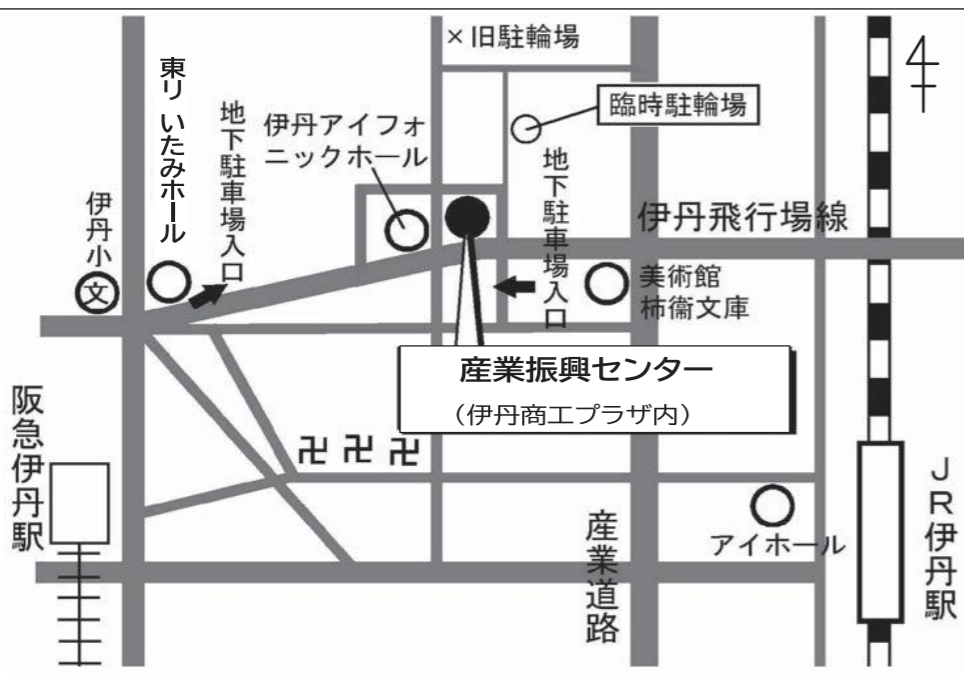 ×旧駐輪場
臨時駐輪場
東リ いたみホール
地下駐車場入口
伊丹アイフォ
ニックホール
地下駐車場入口
伊丹小
文
伊丹飛行場線
美術館
柿衞文庫
産業振興センター
（伊丹商工プラザ内）
阪急伊丹駅
卍 卍 卍
アイホール
産業道路
JR伊丹駅